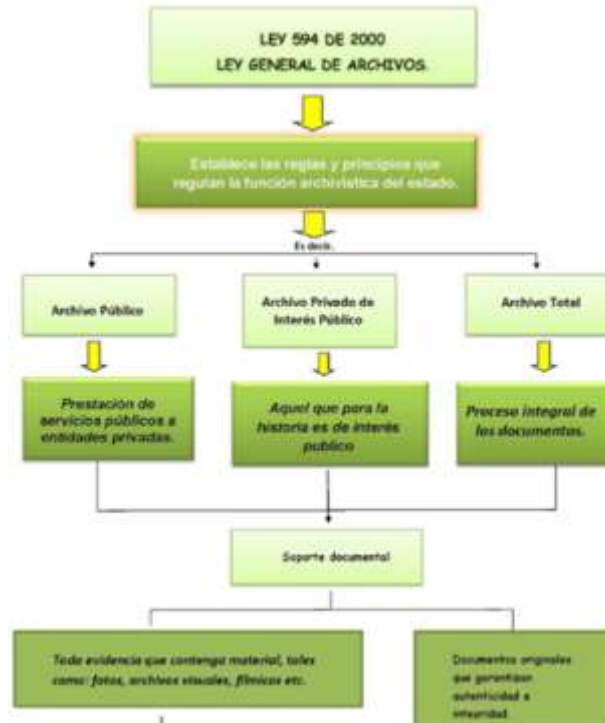 LEY 594 DE 2000
LEY GENERAL DE ARCHIVOS.
Establece las reglas y principios que
regulan la función archivística del estado.
Es decir.
Archivo Público
Archivo Privado de
Interés Público
Archivo Total
Prestación de
servicios públicos a
entidades privadas.
Aquel que para la
historia es de interés
público
Proceso integral de
los documentos.
Soporte documental
Toda evidencia que contenga material, tales
como: fotos, archivos visuales, fílmicos etc.
Documentos originales
que garantizan
autenticidad e
integridad.